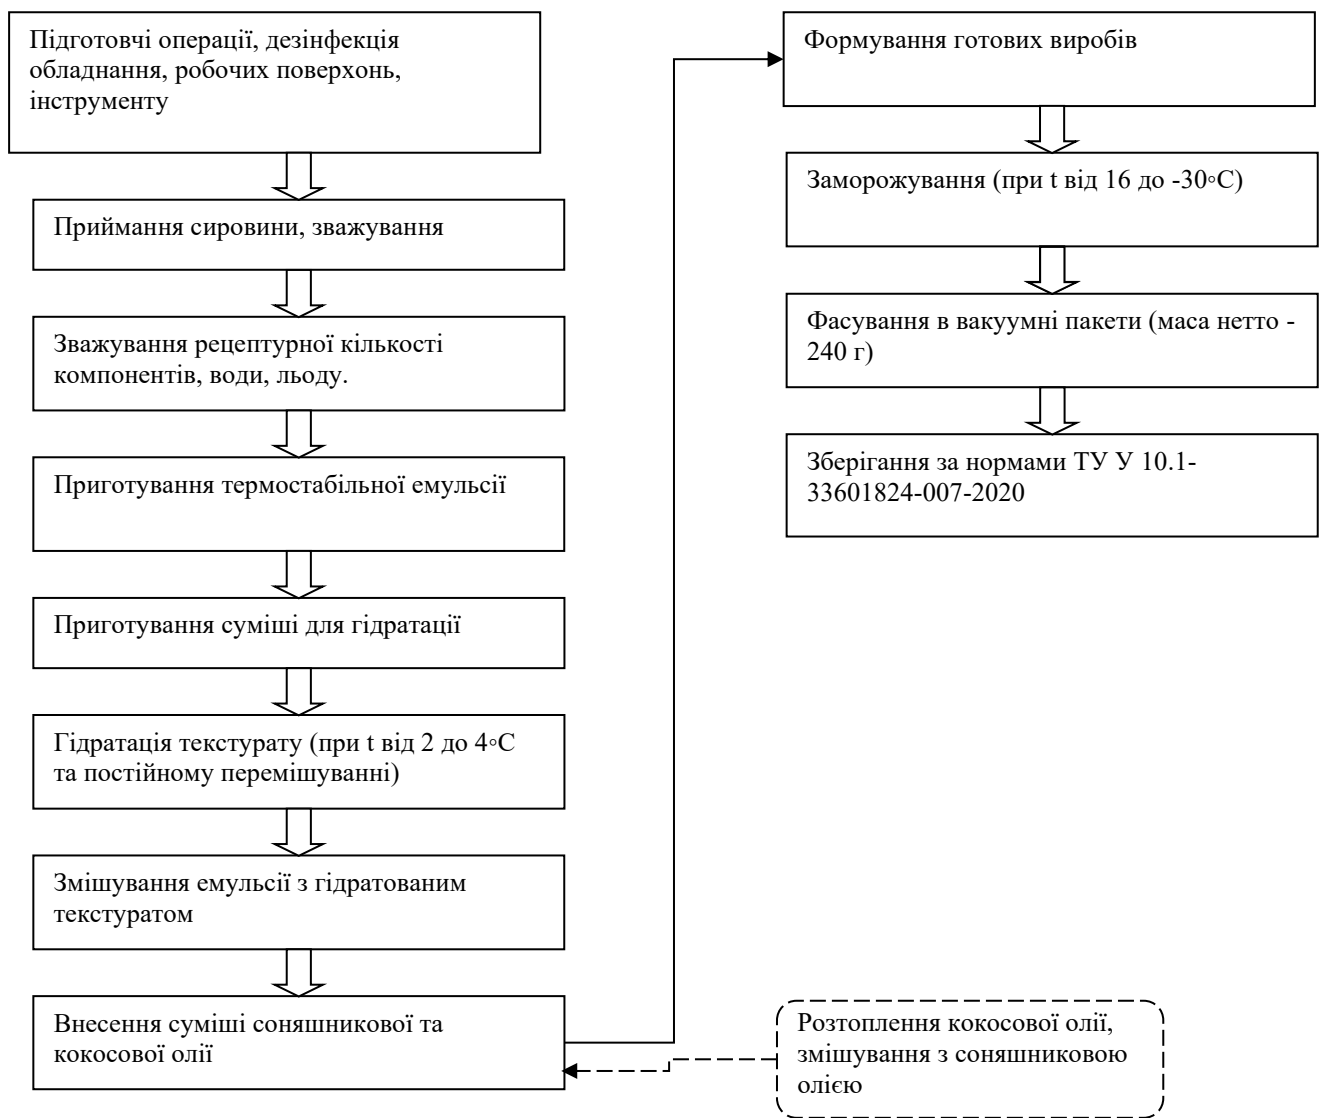 Підготовчі операції, дезінфекція
обладнання, робочих поверхонь,
інструменту
Приймання сировини, зважування
Зважування рецептурної кількості
компонентів, води, льоду.
Приготування термостабільної емульсії
Приготування суміші для гідратації
Гідратація текстурату (при t від 2 до 4◦С
та постійному перемішуванні)
Змішування емульсії з гідратованим
текстуратом
Внесення суміші соняшникової та
кокосової олії
Розтоплення кокосової олії,
змішування з соняшниковою
олією
Формування готових виробів
Заморожування (при t від 16 до -30◦С)
Фасування в вакуумні пакети (маса нетто -
240 г)
Зберігання за нормами ТУ У 10.1-
33601824-007-2020